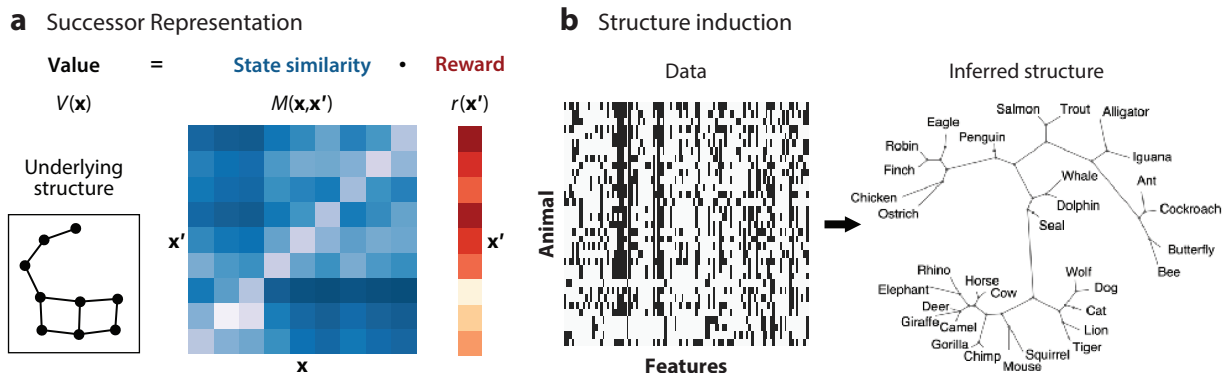 a Successor Representation
Value = State similarity • Reward
V(x) M(x,x′) r(x′)
Underlying
structure
x′
x′
x
b Structure induction
Data
Animal
Features
Inferred structure
Salmon
Trout
Alligator
Eagle
Penguin
Robin
Iguana
Finch
Whale
Ant
Chicken
Dolphin
Cockroach
Ostrich
Seal
Butterfly
Bee
Rhino
Horse
Wolf
Elephant
Cow
Dog
Deer
Cat
Giraffe
Camel
Lion
Gorilla
Squirrel
Tiger
Chimp
Mouse